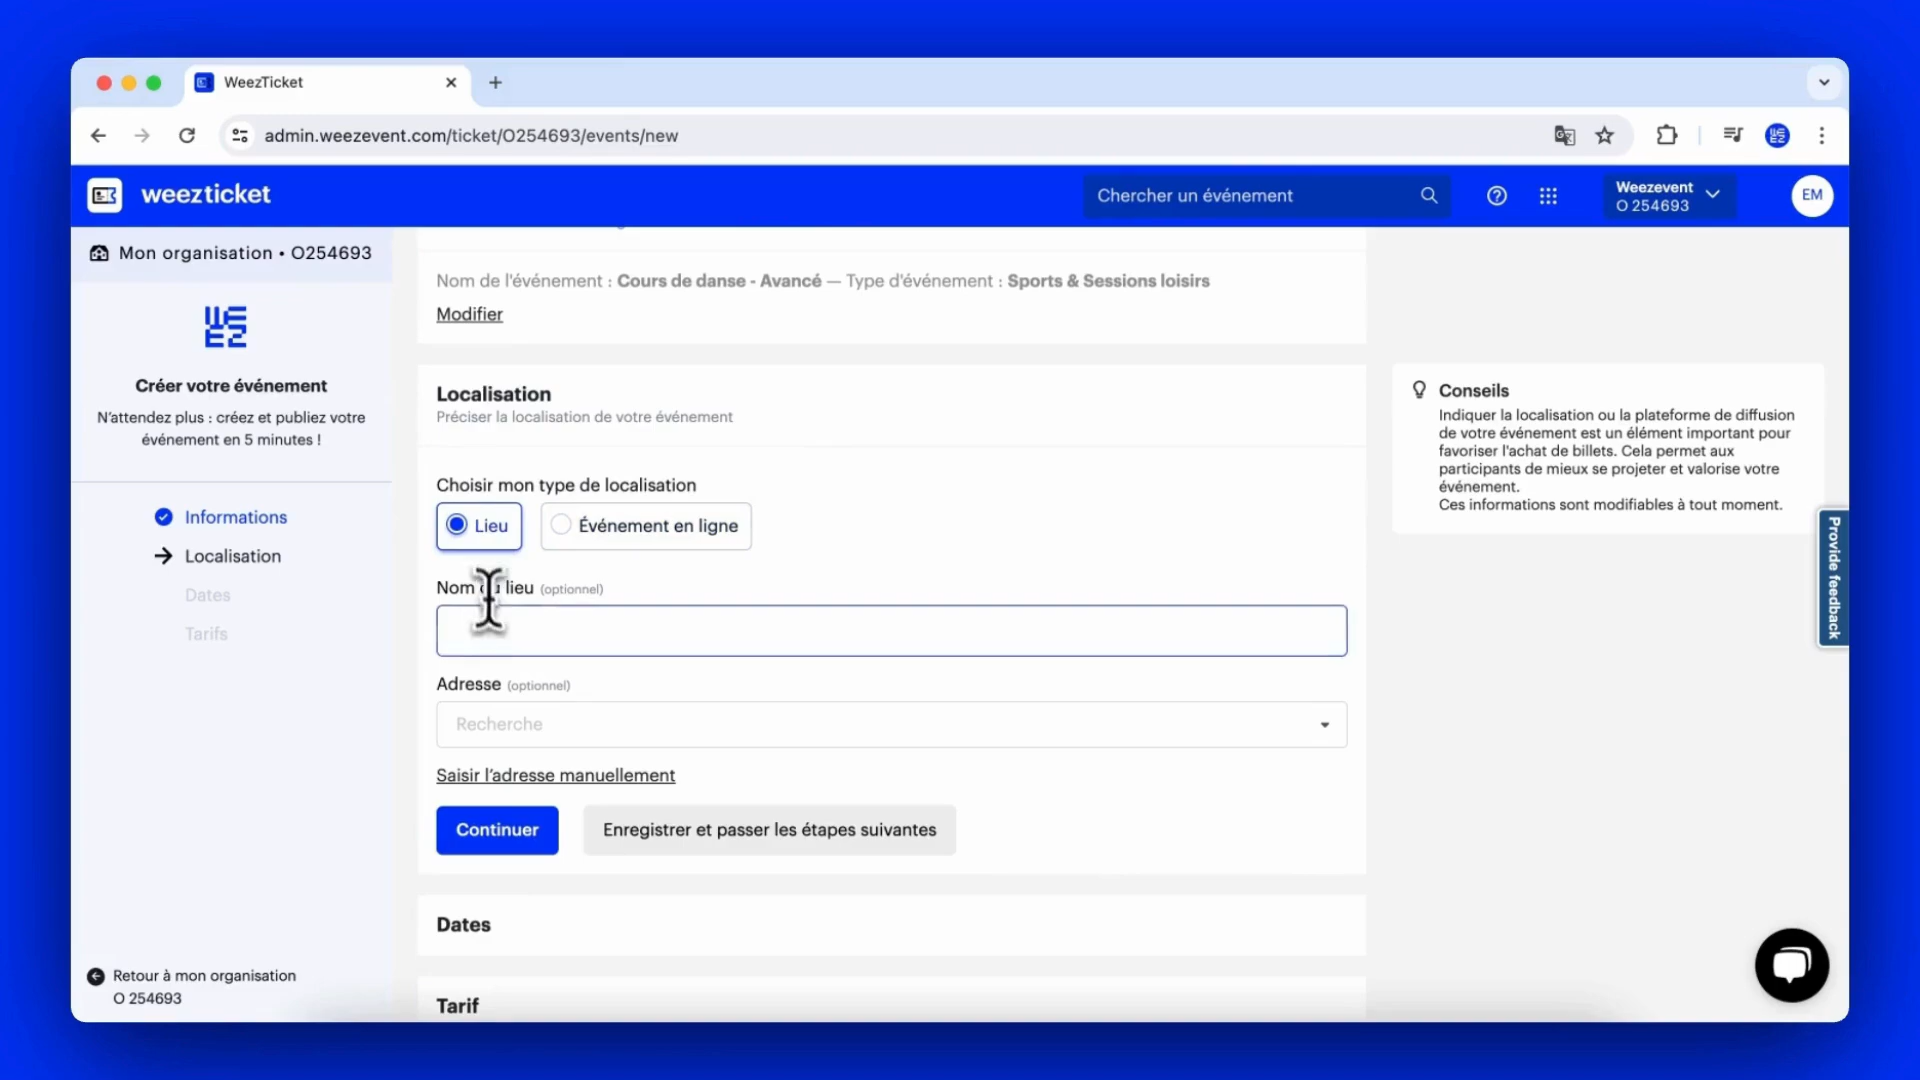 WeezTicket
admin.weezevent.com/ticket/O254693/events/new
weezticket
Chercher un événement
Weezevent
O 254693
EM
Mon organisation • O254693
WEEZ
Créer votre événement
N'attendez plus : créez et publiez votre
événement en 5 minutes !
Informations
Localisation
Dates
Tarifs
Retour à mon organisation
O 254693
Nom de l'événement : Cours de danse - Avancé — Type d'événement : Sports & Sessions loisirs
Modifier
Localisation
Préciser la localisation de votre événement
Choisir mon type de localisation
Lieu
Événement en ligne
Nom lieu (optionnel)
Adresse (optionnel)
Recherche
Saisir l'adresse manuellement
Continuer
Enregistrer et passer les étapes suivantes
Dates
Tarif
Conseils
Indiquer la localisation ou la plateforme de diffusion
de votre événement est un élément important pour
favoriser l'achat de billets. Cela permet aux
participants de mieux se projeter et valorise votre
événement.
Ces informations sont modifiables à tout moment.
Provide feedback